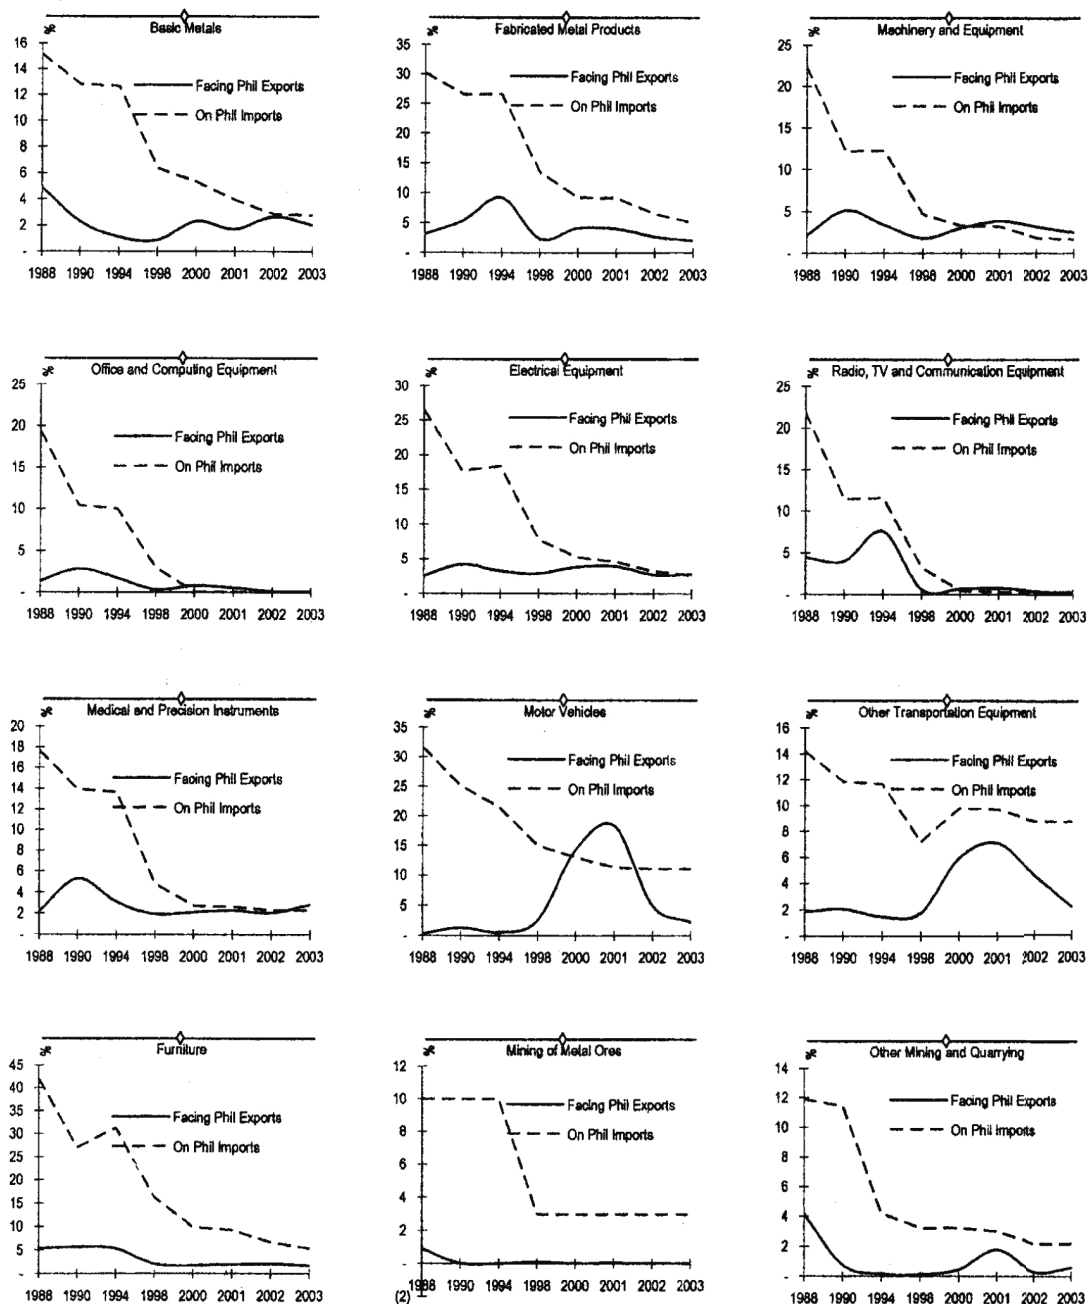 Basic Metals
%
16
14
12
10
8
6
4
2
-
Facing Phil Exports
On Phil Imports
1988 1990 1994 1998 2000 2001 2002 2003
Fabricated Metal Products
%
35
30
25
20
15
10
5
-
Facing Phil Exports
On Phil Imports
1988 1990 1994 1998 2000 2001 2002 2003
Machinery and Equipment
%
25
20
15
10
5
-
Facing Phil Exports
On Phil Imports
1988 1990 1994 1998 2000 2001 2002 2003
Office and Computing Equipment
%
25
20
15
10
5
-
Facing Phil Exports
On Phil Imports
1988 1990 1994 1998 2000 2001 2002 2003
Electrical Equipment
%
30
25
20
15
10
5
-
Facing Phil Exports
On Phil Imports
1988 1990 1994 1998 2000 2001 2002 2003
Radio, TV and Communication Equipment
%
25
20
15
10
5
-
Facing Phil Exports
On Phil Imports
1988 1990 1994 1998 2000 2001 2002 2003
Medical and Precision Instruments
%
20
18
16
14
12
10
8
6
4
2
-
Facing Phil Exports
On Phil Imports
1988 1990 1994 1998 2000 2001 2002 2003
Motor Vehicles
%
35
30
25
20
15
10
5
-
Facing Phil Exports
On Phil Imports
1988 1990 1994 1998 2000 2001 2002 2003
Other Transportation Equipment
%
16
14
12
10
8
6
4
2
-
Facing Phil Exports
On Phil Imports
1988 1990 1994 1998 2000 2001 2002 2003
Furniture
%
45
40
35
30
25
20
15
10
5
-
Facing Phil Exports
On Phil Imports
1988 1990 1994 1998 2000 2001 2002 2003
Mining of Metal Ores
%
12
10
8
6
4
2
-
(2)
Facing Phil Exports
On Phil Imports
1988 1990 1994 1998 2000 2001 2002 2003
Other Mining and Quarrying
%
14
12
10
8
6
4
2
-
Facing Phil Exports
On Phil Imports
1988 1990 1994 1998 2000 2001 2002 2003